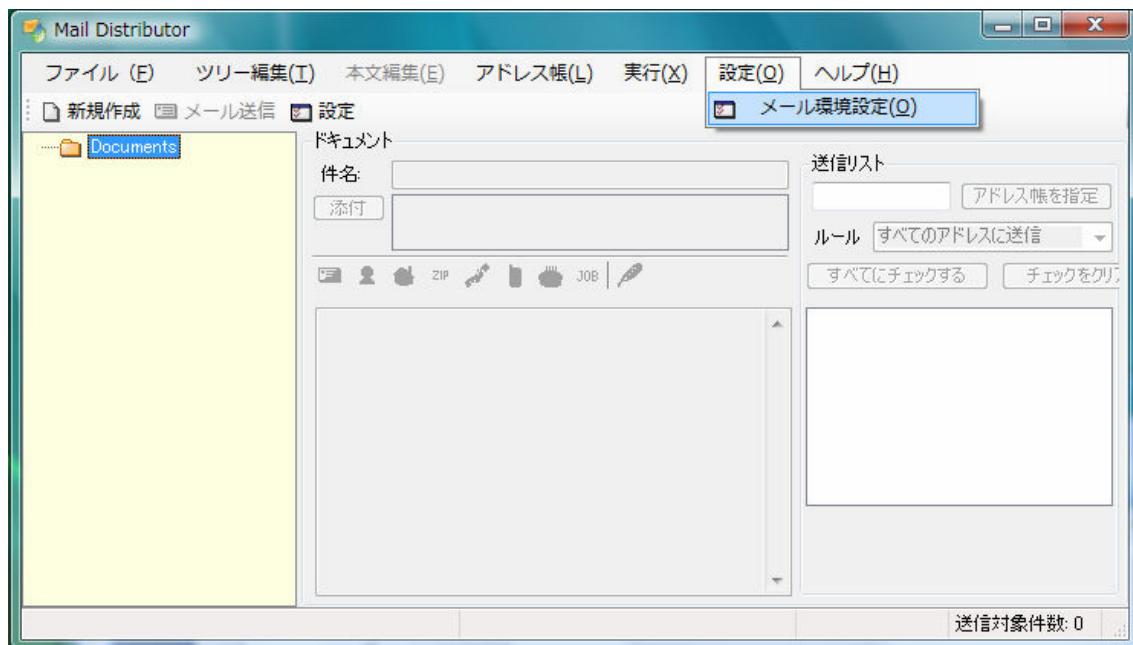 Mail Distributor
ファイル (F) ツリー編集(T) 本文編集(E) アドレス帳(L) 実行(X) 設定(O) ヘルプ(H)
新規作成 メール送信 設定
メール環境設定(O)
Documents
ドキュメント
件名:
添付
ZIP JOB
送信リスト
アドレス帳を指定
ルール すべてのアドレスに送信
すべてにチェックする チェックをクリア
送信対象件数: 0